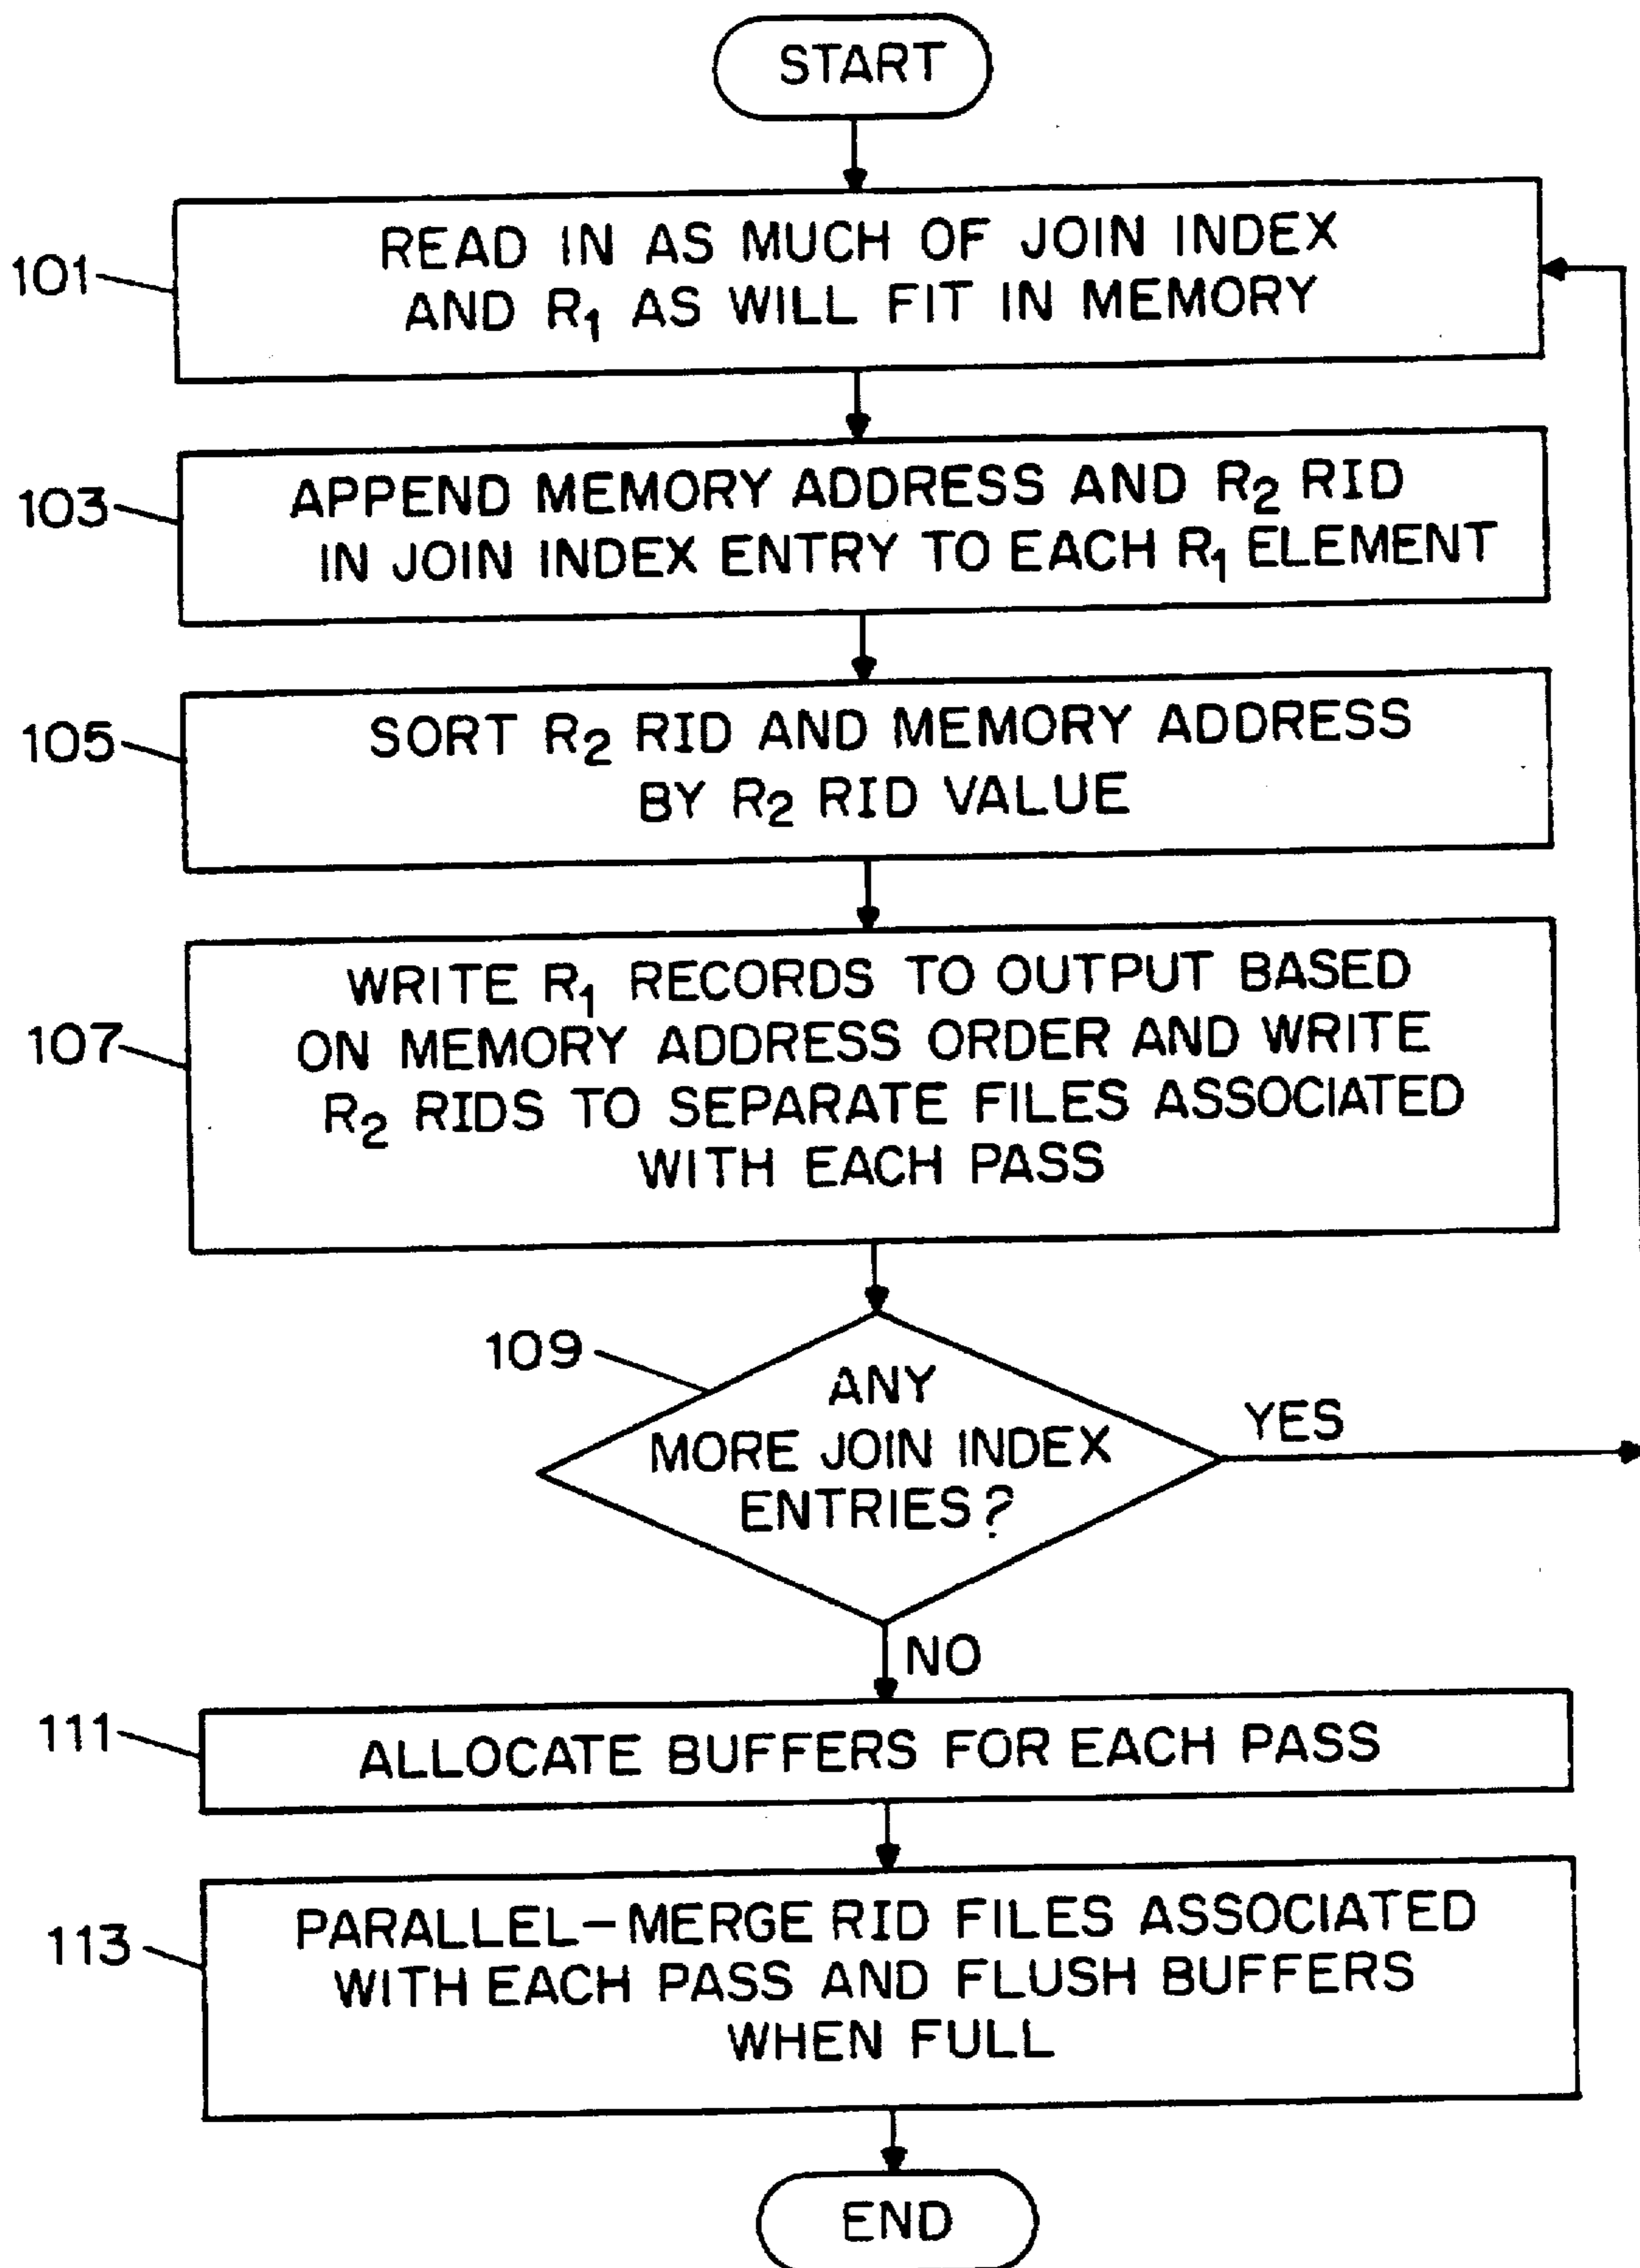 START
101
READ IN AS MUCH OF JOIN INDEX
AND R₁ AS WILL FIT IN MEMORY
103
APPEND MEMORY ADDRESS AND R₂ RID
IN JOIN INDEX ENTRY TO EACH R₁ ELEMENT
105
SORT R₂ RID AND MEMORY ADDRESS
BY R₂ RID VALUE
107
WRITE R₁ RECORDS TO OUTPUT BASED
ON MEMORY ADDRESS ORDER AND WRITE
R₂ RIDS TO SEPARATE FILES ASSOCIATED
WITH EACH PASS
109
ANY
MORE JOIN INDEX
ENTRIES?
YES
NO
111
ALLOCATE BUFFERS FOR EACH PASS
113
PARALLEL-MERGE RID FILES ASSOCIATED
WITH EACH PASS AND FLUSH BUFFERS
WHEN FULL
END